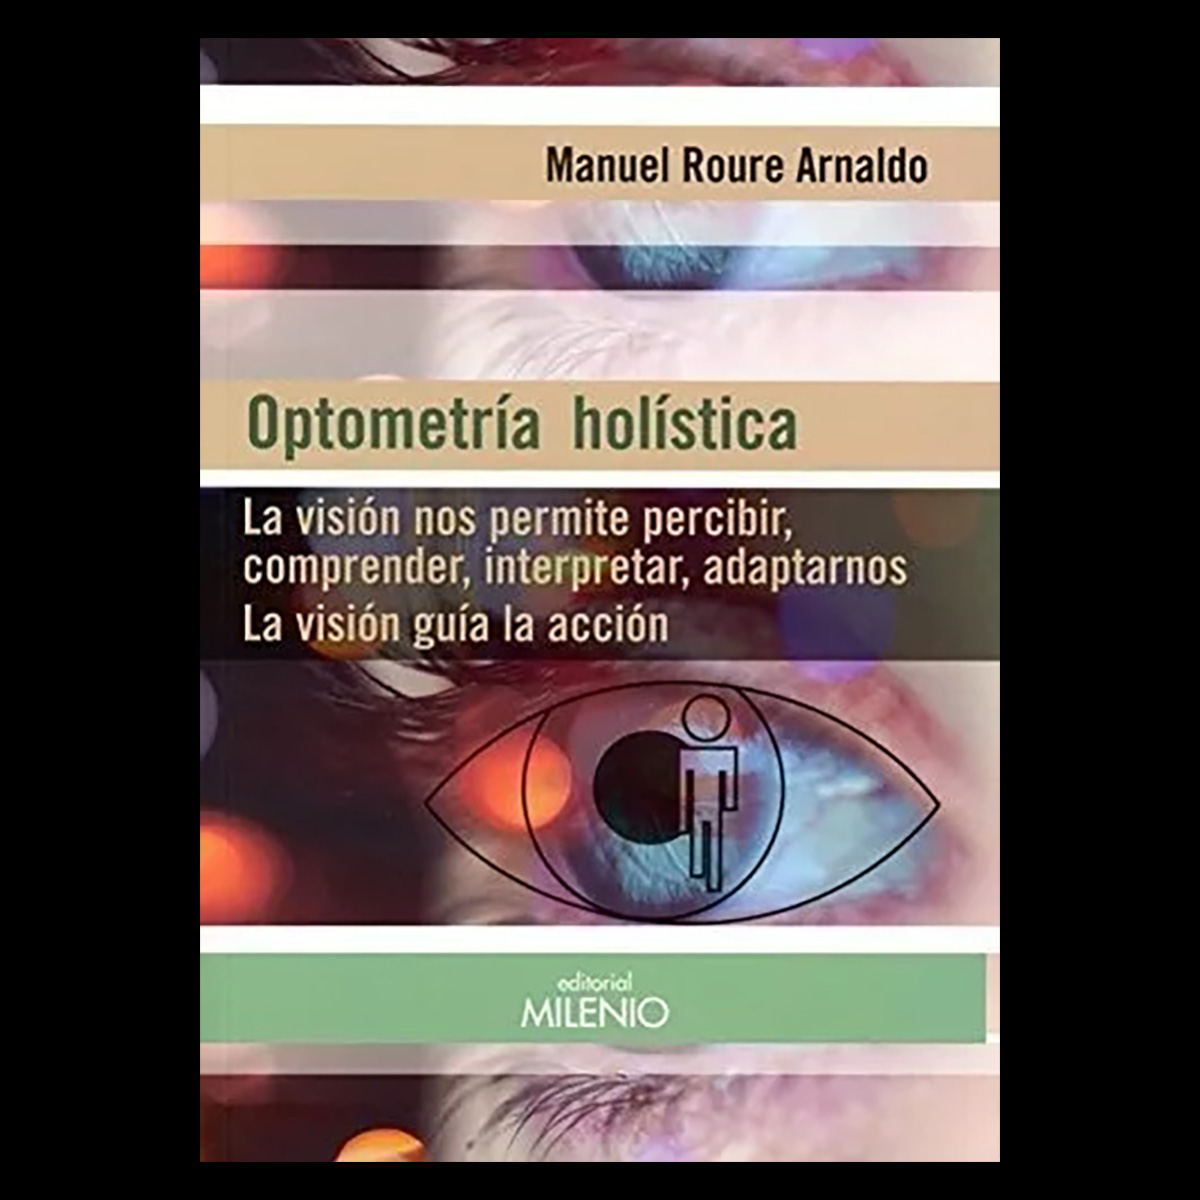 Manuel Roure Arnaldo
Optometría holística
La visión nos permite percibir,
comprender, interpretar, adaptarnos
La visión guía la acción
editorial
MILENIO